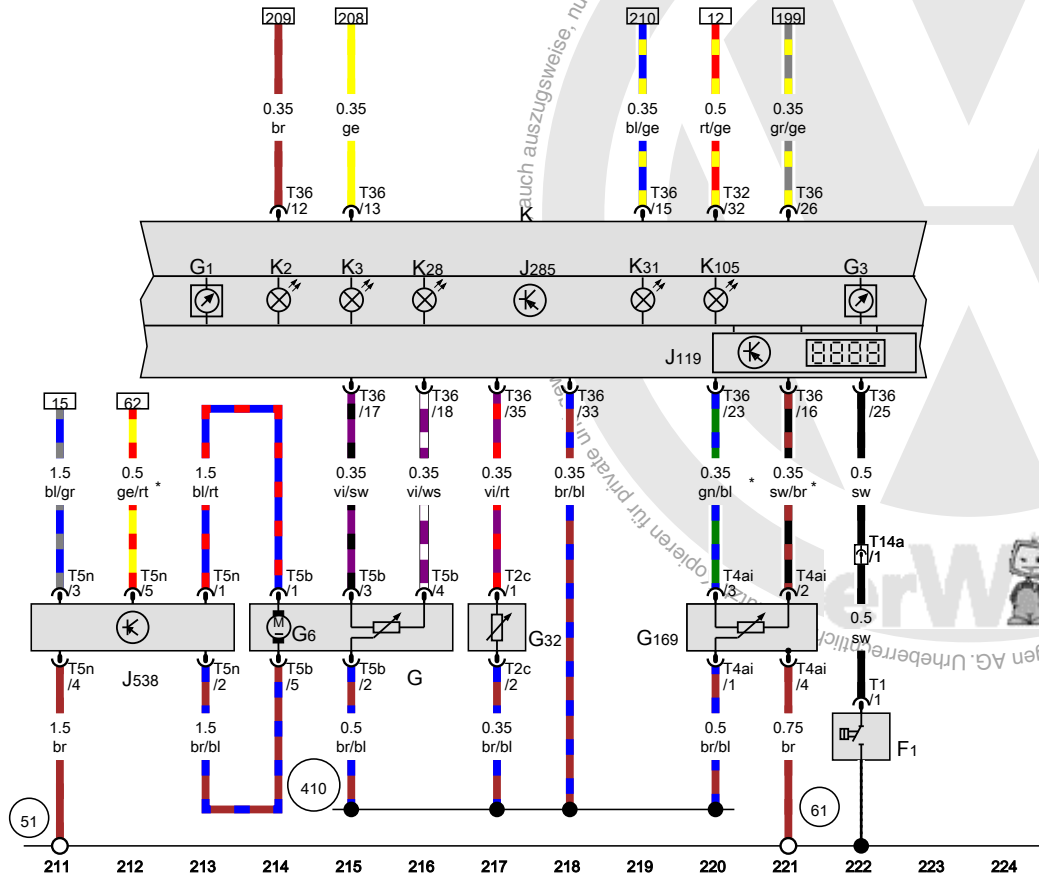 209 208 210 12 199
auch auszugsweise, nu
0.35 0.35 0.35 0.5 0.35
br ge bl/ge rt/ge gr/ge
T36 T36 T36 T32 T36
/12 /13 /15 /32 /26
K
G1 K2 K3 K28 J285 K31 K105 G3
J119
T36 T36 T36 T36 T36 T36 T36
/17 /18 /35 /33 /23 /16 /25
15 62
1.5 0.5 1.5 0.35 0.35 0.35 0.35 0.35 0.35 0.5
bl/gr ge/rt * bl/rt vi/sw vi/ws vi/rt br/bl gn/bl * sw/br * sw
für private
Kopieren
T14a
/1
T5n T5n T5n T5b T5b T5b T2c T4ai T4ai
/3 /5 /1 /1 /3 /4 /1 /3 /2
erW
M
G6 G32 G169
0.5
sw
gen AG. Urheberrechtlich
T5n T5n T5b T5b T2c T4ai T4ai
/4 /2 /5 /2 /2 /1 /4
J538 G
T1
/1
1.5 1.5 0.5 0.35 0.5 0.75
br br/bl br/bl br/bl br/bl br
F1
410
51 61
211 212 213 214 215 216 217 218 219 220 221 222 223 224